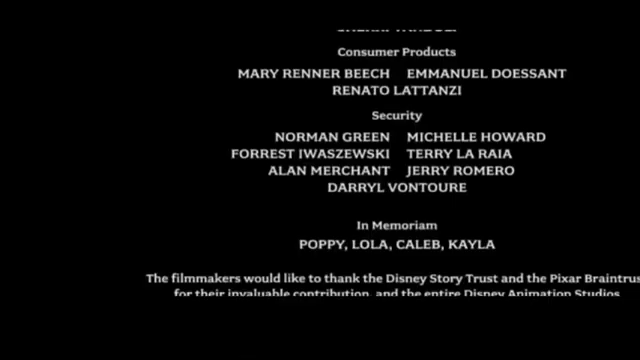 Consumer Products
MARY RENNER BEECH EMMANUEL DOESSANT
RENATO LATTANZI
Security
NORMAN GREEN MICHELLE HOWARD
FORREST IWASZEWSKI TERRY LA RAIA
ALAN MERCHANT JERRY ROMERO
DARRYL VONTOURE
In Memoriam
POPPY, LOLA, CALEB, KAYLA
The filmmakers would like to thank the Disney Story Trust and the Pixar Braintrus
for their invaluable contribution, and the entire Disney Animation Studios